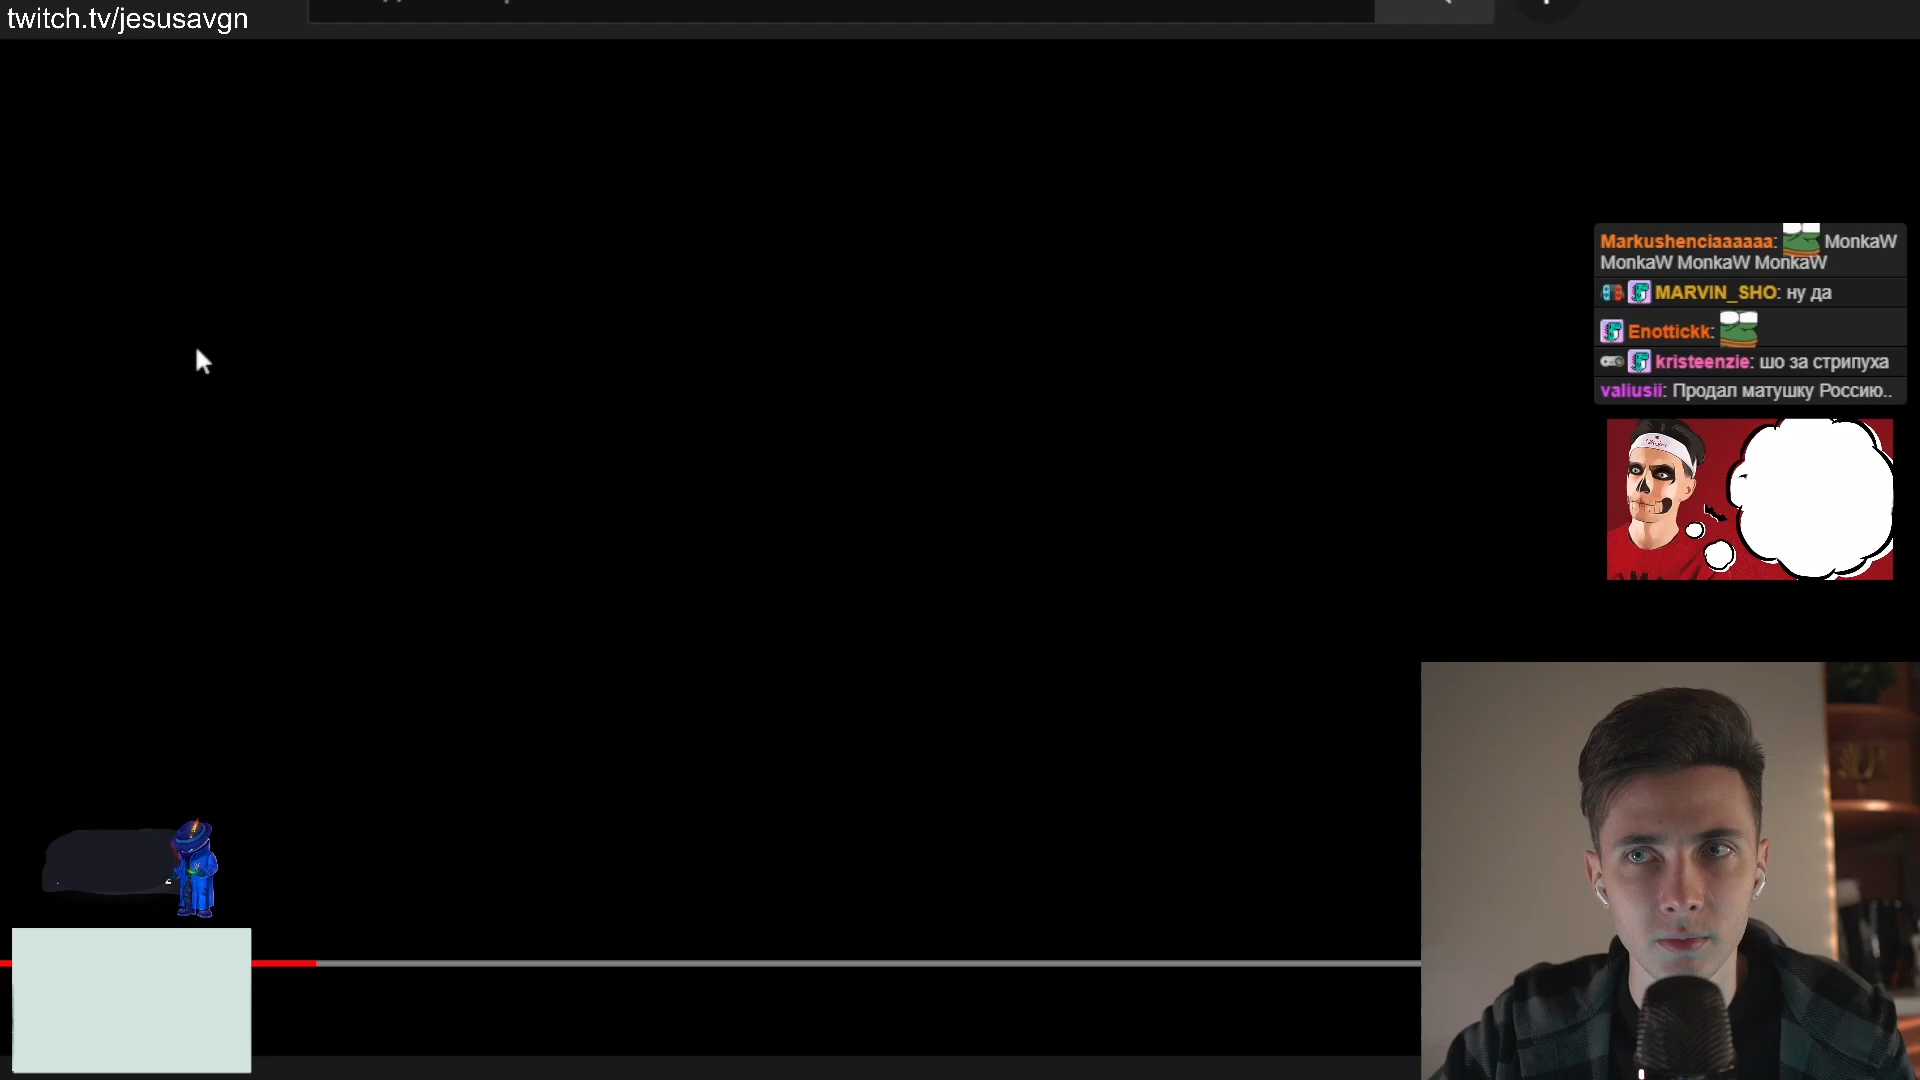 twitch.tv/jesusavgn
Markushenciaaaaaa: MonkaW
MonkaW MonkaW MonkaW
MARVIN_SHO: ну да
Enottickk:
kristeenzie: шо за стрипуха
valiusii: Продал матушку Россию..